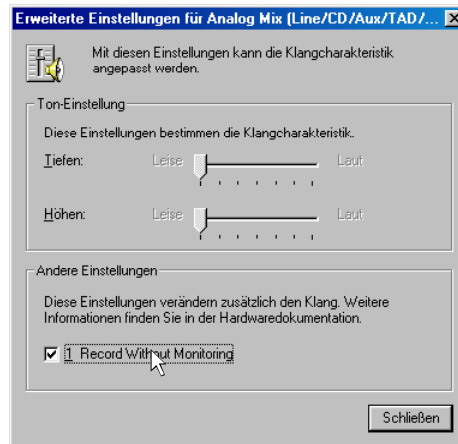 Erweiterte Einstellungen für Analog Mix (Line/CD/Aux/TAD/...
Mit diesen Einstellungen kann die Klangcharakteristik
angepasst werden.
Ton-Einstellung
Diese Einstellungen bestimmen die Klangcharakteristik.
Tiefen: Leise Laut
Höhen: Leise Laut
Andere Einstellungen
Diese Einstellungen verändern zusätzlich den Klang. Weitere
Informationen finden Sie in der Hardwaredokumentation.
1 Record Without Monitoring
Schließen